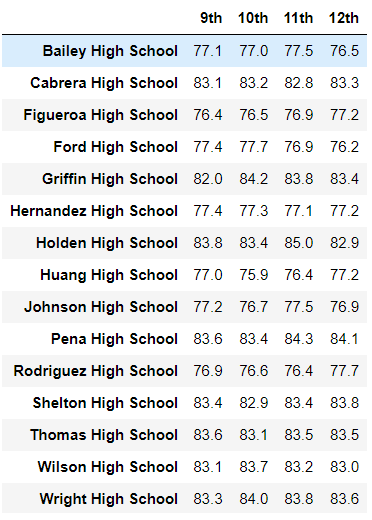 9th 10th 11th 12th
Bailey High School 77.1 77.0 77.5 76.5
Cabrera High School 83.1 83.2 82.8 83.3
Figueroa High School 76.4 76.5 76.9 77.2
Ford High School 77.4 77.7 76.9 76.2
Griffin High School 82.0 84.2 83.8 83.4
Hernandez High School 77.4 77.3 77.1 77.2
Holden High School 83.8 83.4 85.0 82.9
Huang High School 77.0 75.9 76.4 77.2
Johnson High School 77.2 76.7 77.5 76.9
Pena High School 83.6 83.4 84.3 84.1
Rodriguez High School 76.9 76.6 76.4 77.7
Shelton High School 83.4 82.9 83.4 83.8
Thomas High School 83.6 83.1 83.5 83.5
Wilson High School 83.1 83.7 83.2 83.0
Wright High School 83.3 84.0 83.8 83.6